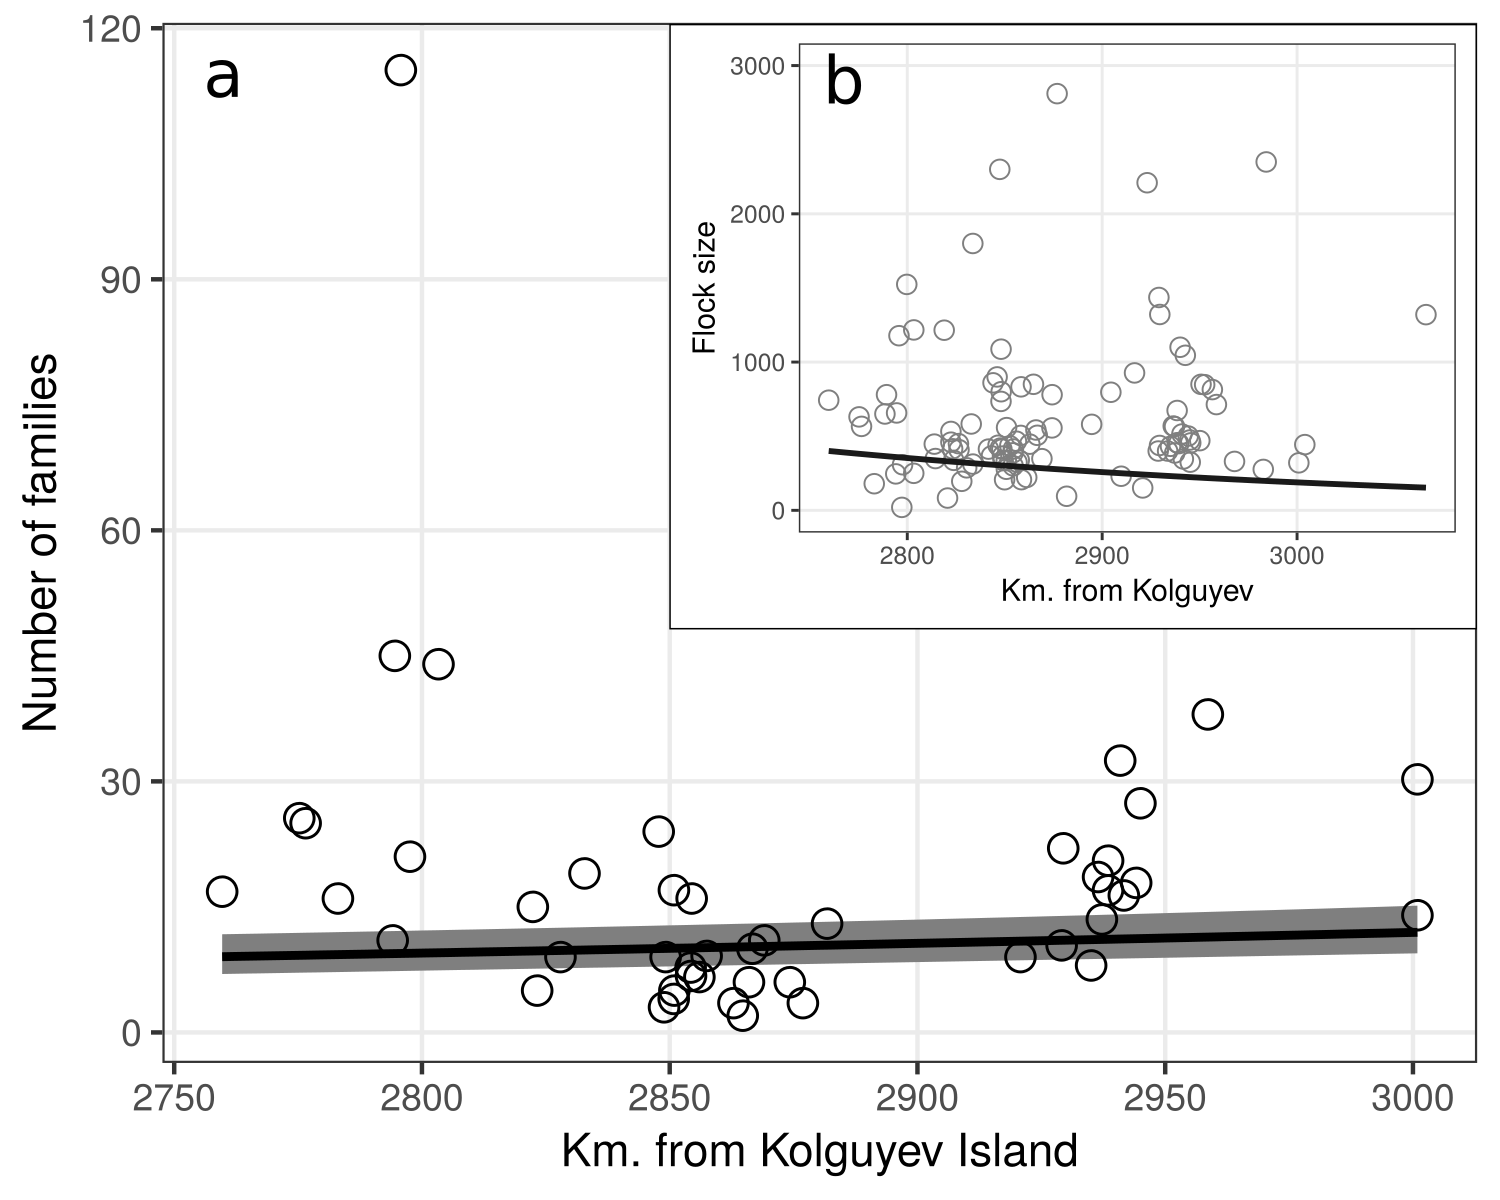 a
120
90
60
30
0
Number of families
2750 2800 2850 2900 2950 3000
Km. from Kolguyev Island
b
3000
2000
1000
0
Flock size
2800 2900 3000
Km. from Kolguyev